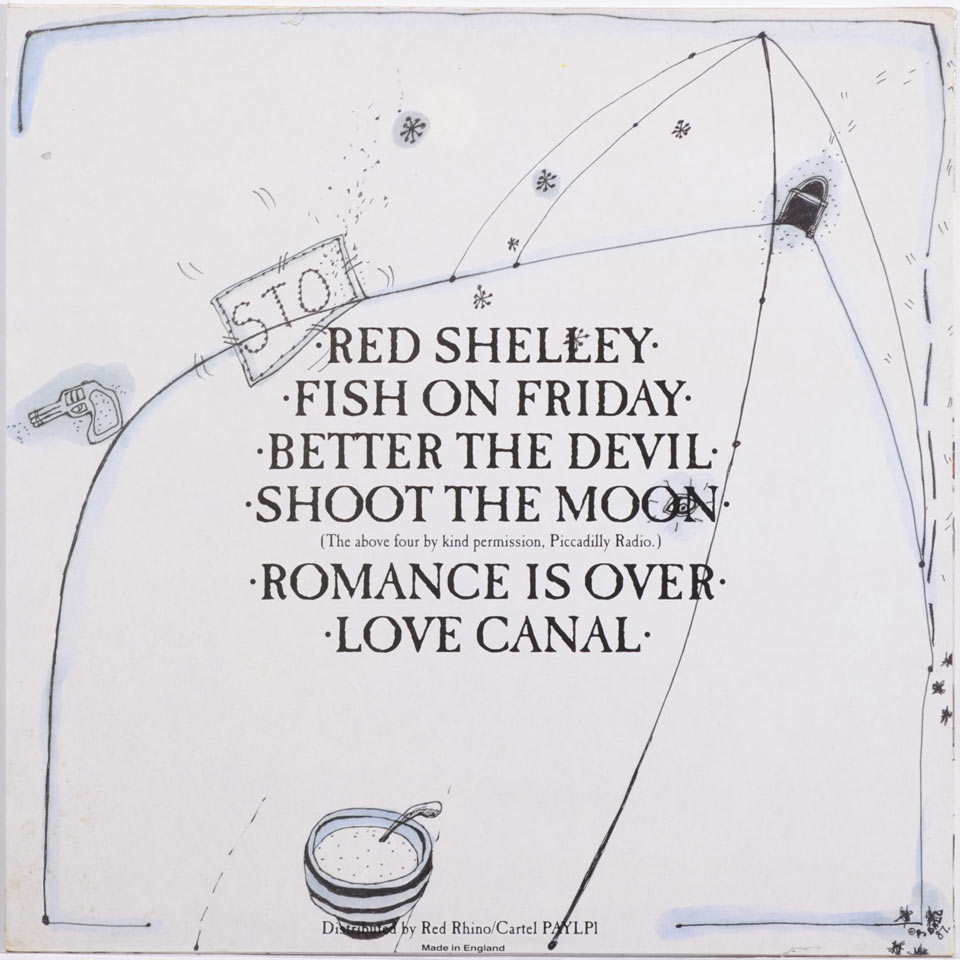 STO
·RED SHELLEY·
·FISH ON FRIDAY·
·BETTER THE DEVIL·
·SHOOT THE MOON·
(The above four by kind permission, Piccadilly Radio.)
·ROMANCE IS OVER·
·LOVE CANAL·
Distributed by Red Rhino/Cartel PAYLP1
Made in England